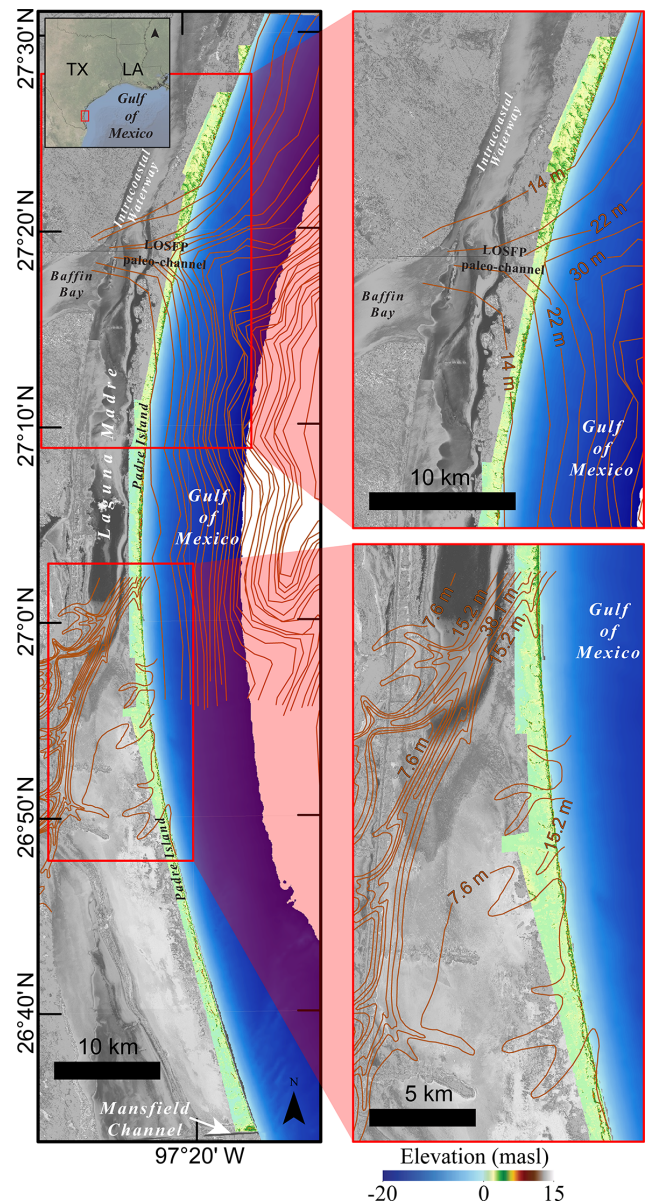 27°30' N
27°20' N
27°10' N
27°0' N
26°50' N
26°40' N
97°20' W
TX
LA
Gulf
of
Mexico
Intracoastal
Waterway
LOSFP
paleo-channel
Baffin
Bay
Laguna Madre
Padre Island
Gulf
of
Mexico
Padre Island
10 km
Mansfield
Channel
N
Intracoastal
Waterway
14 m
22 m
LOSFP
paleo-channel
30 m
Baffin
Bay
22 m
14 m
Gulf
of
Mexico
10 km
7.6 m
15.2 m
38.1 m
15.2 m
Gulf
of
Mexico
7.6 m
15.2 m
7.6 m
5 km
Elevation (masl)
-20
0
15